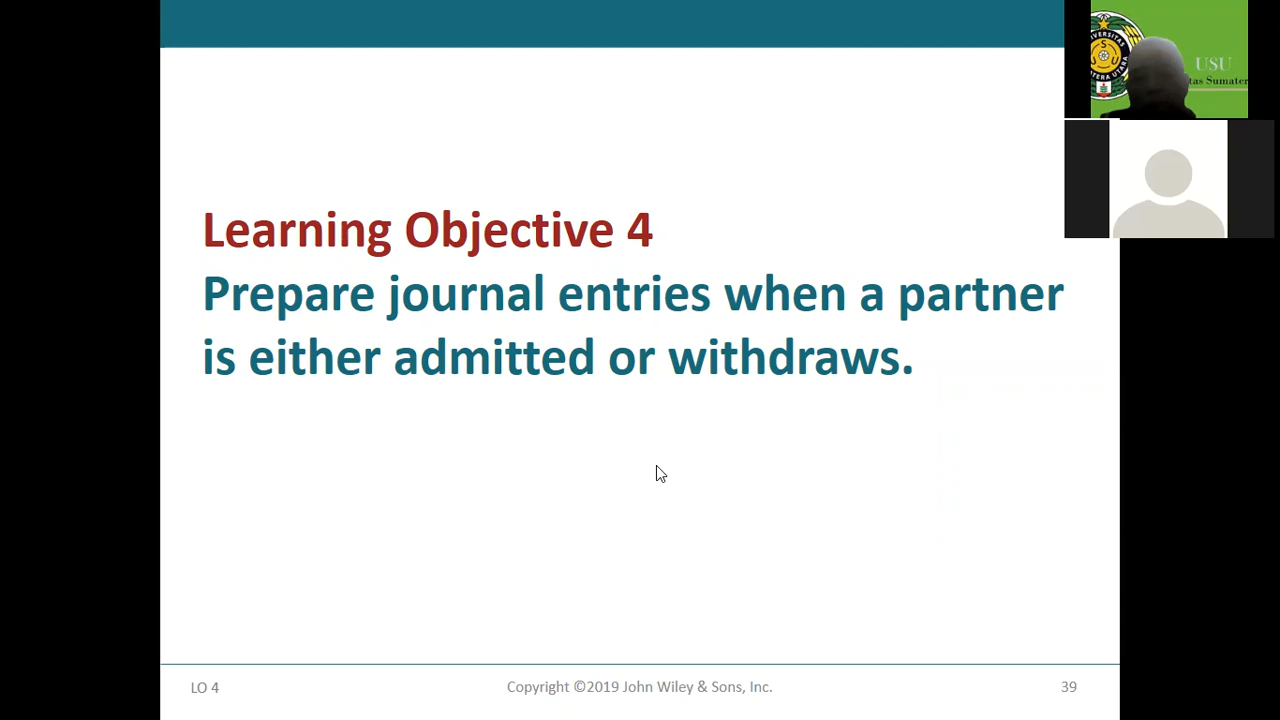 Learning Objective 4
Prepare journal entries when a partner
is either admitted or withdraws.
LO 4
Copyright ©2019 John Wiley & Sons, Inc.
39
USU
tas Sumater